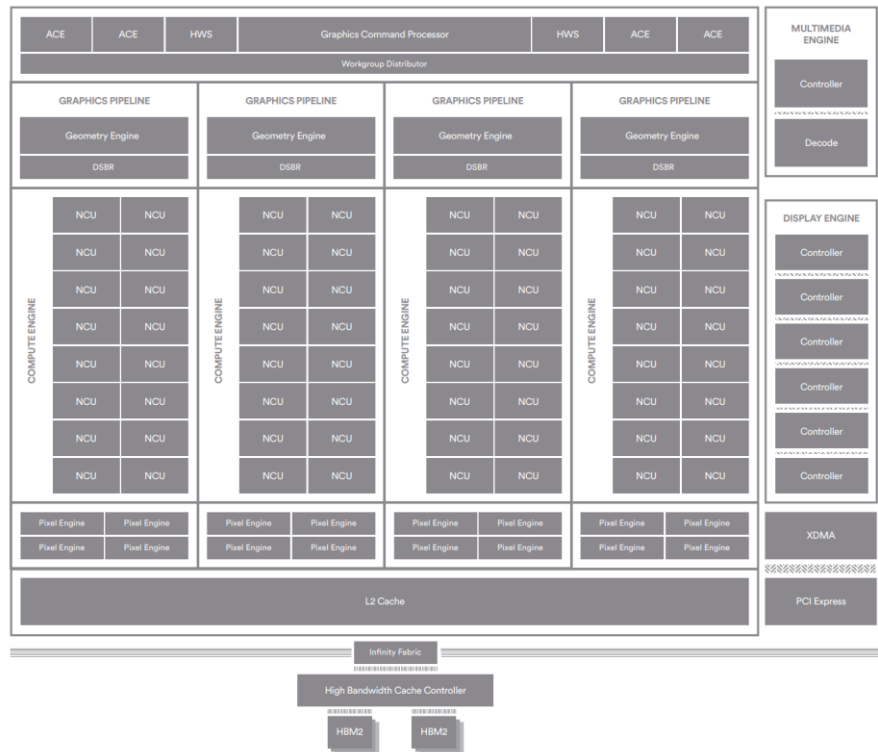 ACE ACE HWS Graphics Command Processor HWS ACE ACE
Workgroup Distributor
GRAPHICS PIPELINE GRAPHICS PIPELINE GRAPHICS PIPELINE GRAPHICS PIPELINE
Geometry Engine Geometry Engine Geometry Engine Geometry Engine
DSBR DSBR DSBR DSBR
COMPUTE ENGINE COMPUTE ENGINE COMPUTE ENGINE COMPUTE ENGINE
NCU NCU NCU NCU NCU NCU NCU NCU
NCU NCU NCU NCU NCU NCU NCU NCU
NCU NCU NCU NCU NCU NCU NCU NCU
NCU NCU NCU NCU NCU NCU NCU NCU
NCU NCU NCU NCU NCU NCU NCU NCU
NCU NCU NCU NCU NCU NCU NCU NCU
NCU NCU NCU NCU NCU NCU NCU NCU
NCU NCU NCU NCU NCU NCU NCU NCU
Pixel Engine Pixel Engine Pixel Engine Pixel Engine Pixel Engine Pixel Engine Pixel Engine Pixel Engine
Pixel Engine Pixel Engine Pixel Engine Pixel Engine Pixel Engine Pixel Engine Pixel Engine Pixel Engine
L2 Cache
MULTIMEDIA
ENGINE
Controller
Decode
DISPLAY ENGINE
Controller
Controller
Controller
Controller
Controller
Controller
XDMA
PCI Express
Infinity Fabric
High Bandwidth Cache Controller
HBM2 HBM2